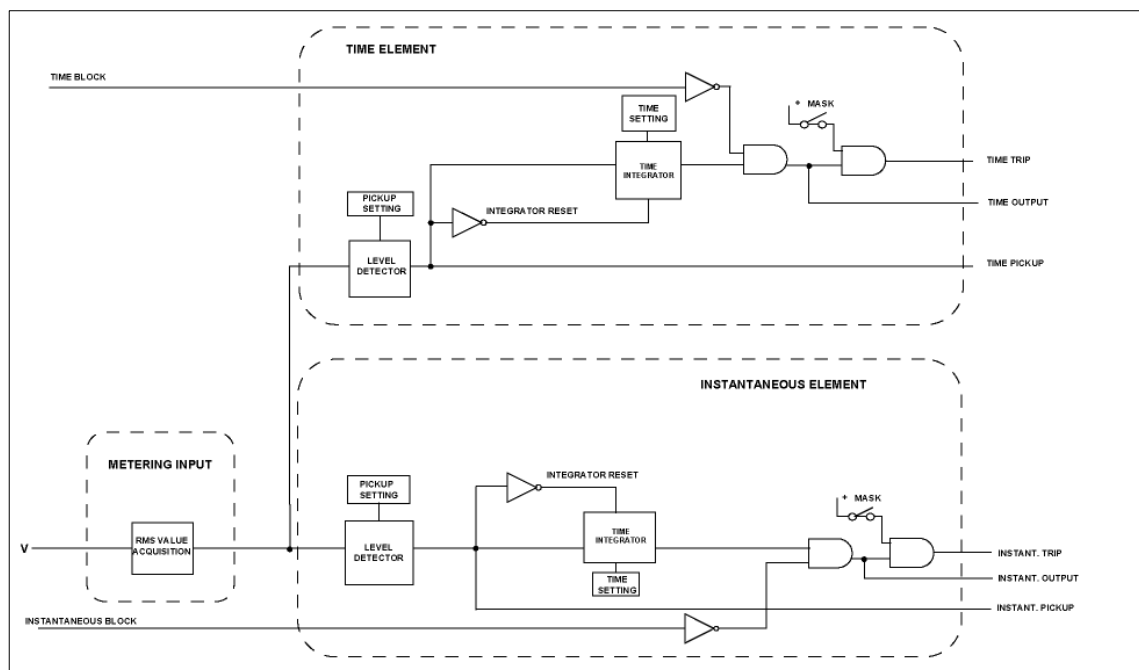 TIME ELEMENT
TIME BLOCK
* MASK
TIME
SETTING
TIME
INTEGRATOR
TIME TRIP
PICKUP
SETTING
INTEGRATOR RESET
TIME OUTPUT
LEVEL
DETECTOR
TIME PICKUP
INSTANTANEOUS ELEMENT
METERING INPUT
INTEGRATOR RESET
PICKUP
SETTING
+ MASK
V
RMS VALUE
ACQUISITION
LEVEL
DETECTOR
TIME
INTEGRATOR
TIME
SETTING
INSTANT. TRIP
INSTANT. OUTPUT
INSTANT. PICKUP
INSTANTANEOUS BLOCK